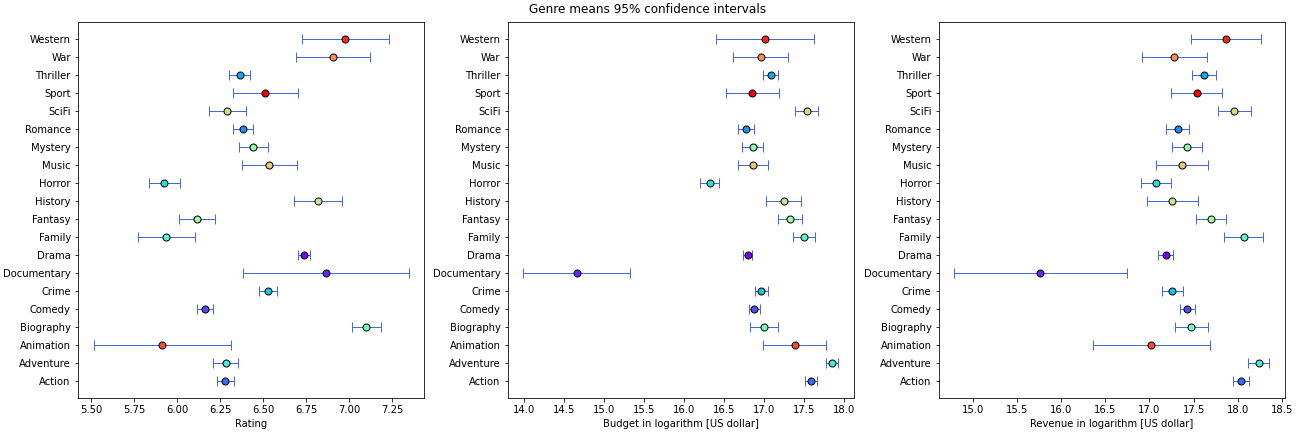 Genre means 95% confidence intervals
Western
War
Thriller
Sport
SciFi
Romance
Mystery
Music
Horror
History
Fantasy
Family
Drama
Documentary
Crime
Comedy
Biography
Animation
Adventure
Action
5.50 5.75 6.00 6.25 6.50 6.75 7.00 7.25
Rating
Western
War
Thriller
Sport
SciFi
Romance
Mystery
Music
Horror
History
Fantasy
Family
Drama
Documentary
Crime
Comedy
Biography
Animation
Adventure
Action
14.0 14.5 15.0 15.5 16.0 16.5 17.0 17.5 18.0
Budget in logarithm [US dollar]
Western
War
Thriller
Sport
SciFi
Romance
Mystery
Music
Horror
History
Fantasy
Family
Drama
Documentary
Crime
Comedy
Biography
Animation
Adventure
Action
15.0 15.5 16.0 16.5 17.0 17.5 18.0 18.5
Revenue in logarithm [US dollar]